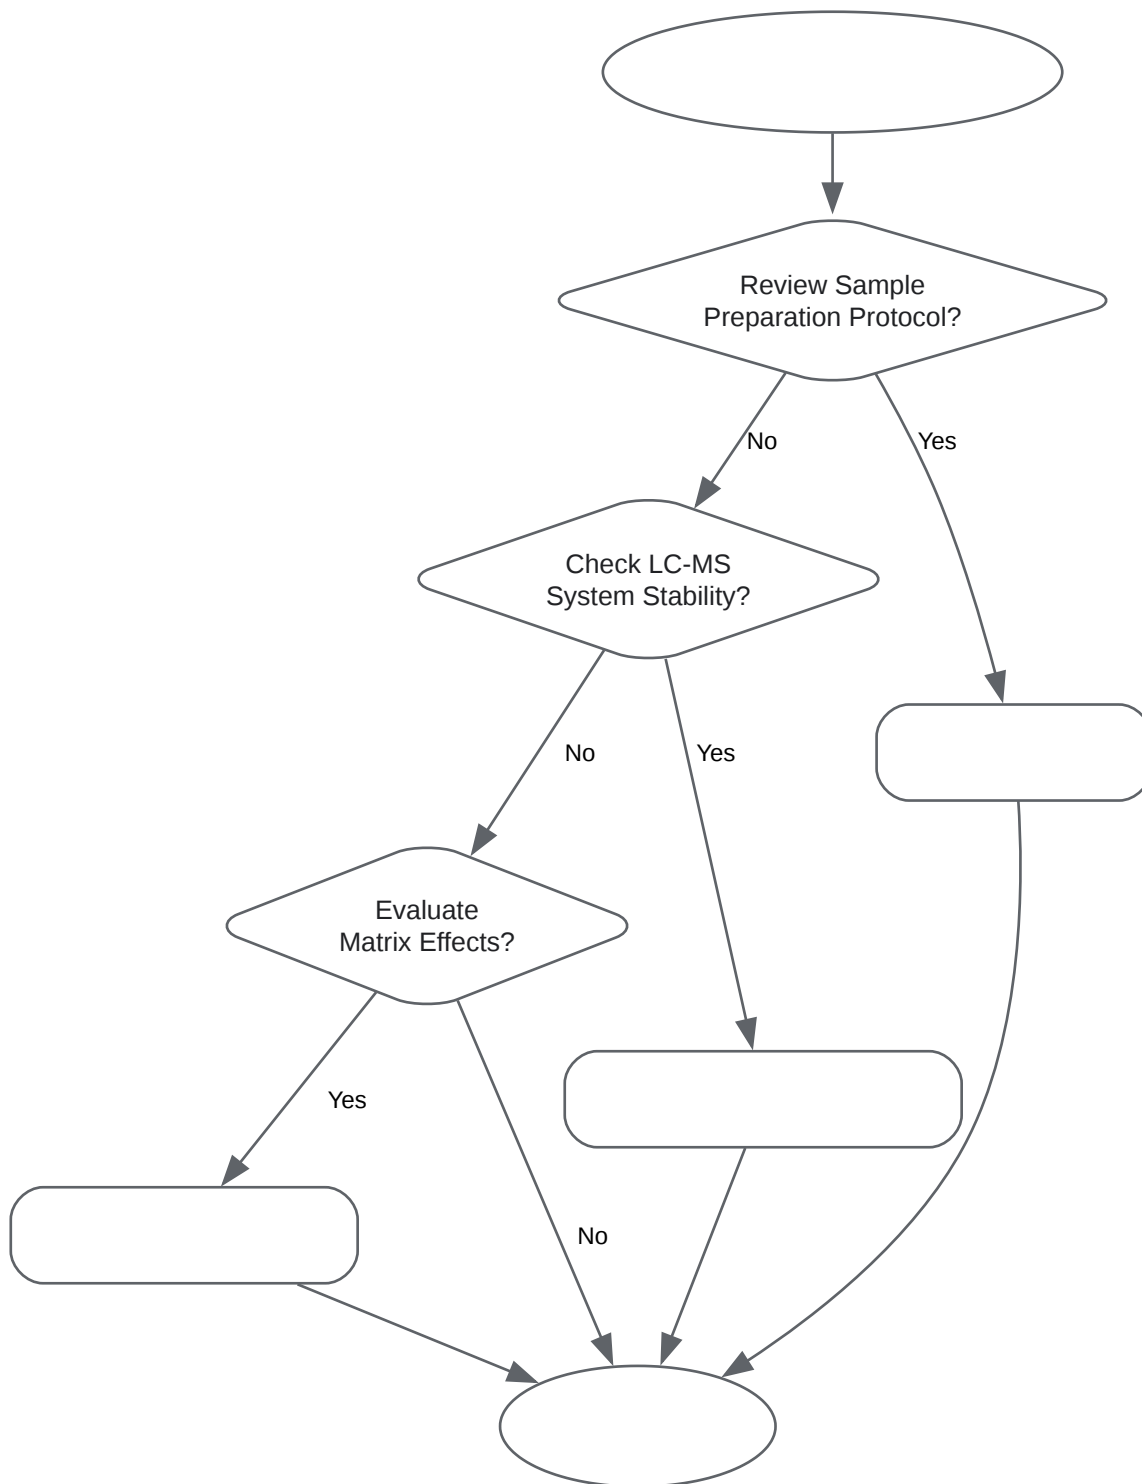 Review Sample
Preparation Protocol?
No
Yes
Check LC-MS
System Stability?
No
Yes
Evaluate
Matrix Effects?
Yes
No